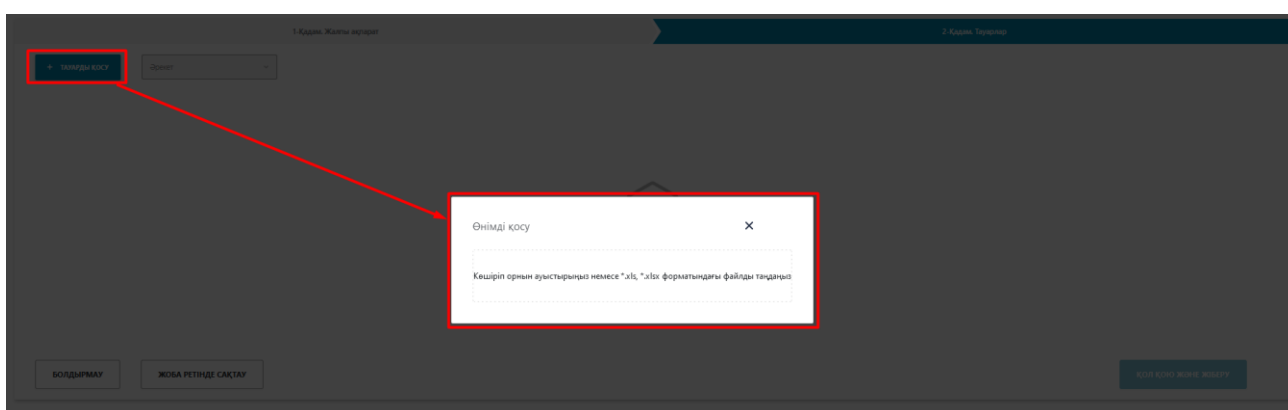 1-Қадам. Жалпы ақпарат
2-Қадам. Тауарлар
+ ТАУАРДЫ ҚОСУ
Әрекет
Өнімді қосу
Көшіріп орнын ауыстырыңыз немесе *.xls, *.xlsx форматындағы файлды таңдаңыз
БОЛДЫРМАУ
ЖОБА РЕТІНДЕ САҚТАУ
ҚОЛ ҚОЮ ЖӘНЕ ЖІБЕРУ